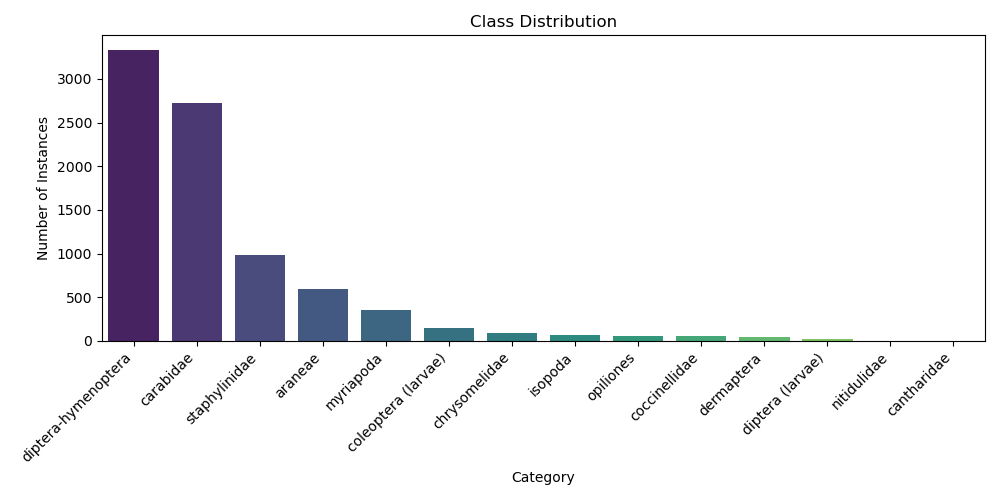 Class Distribution
Number of Instances
3000
2500
2000
1500
1000
500
0
diptera-hymenoptera
carabidae
staphylinidae
araneae
myriapoda
coleoptera (larvae)
chrysomelidae
isopoda
opiliones
coccinellidae
dermaptera
diptera (larvae)
nitidulidae
cantharidae
Category